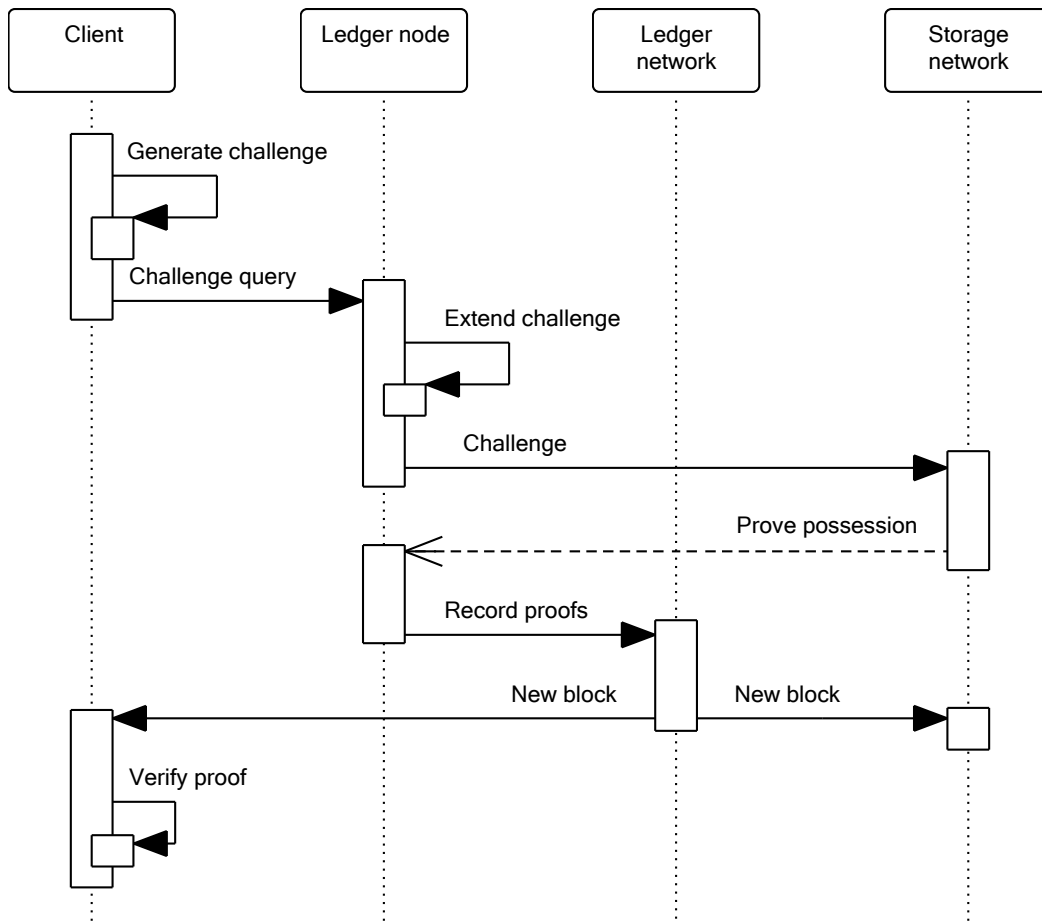 Client
Ledger node
Ledger
network
Storage
network
Generate challenge
Challenge query
Extend challenge
Challenge
Prove possession
Record proofs
New block
New block
Verify proof